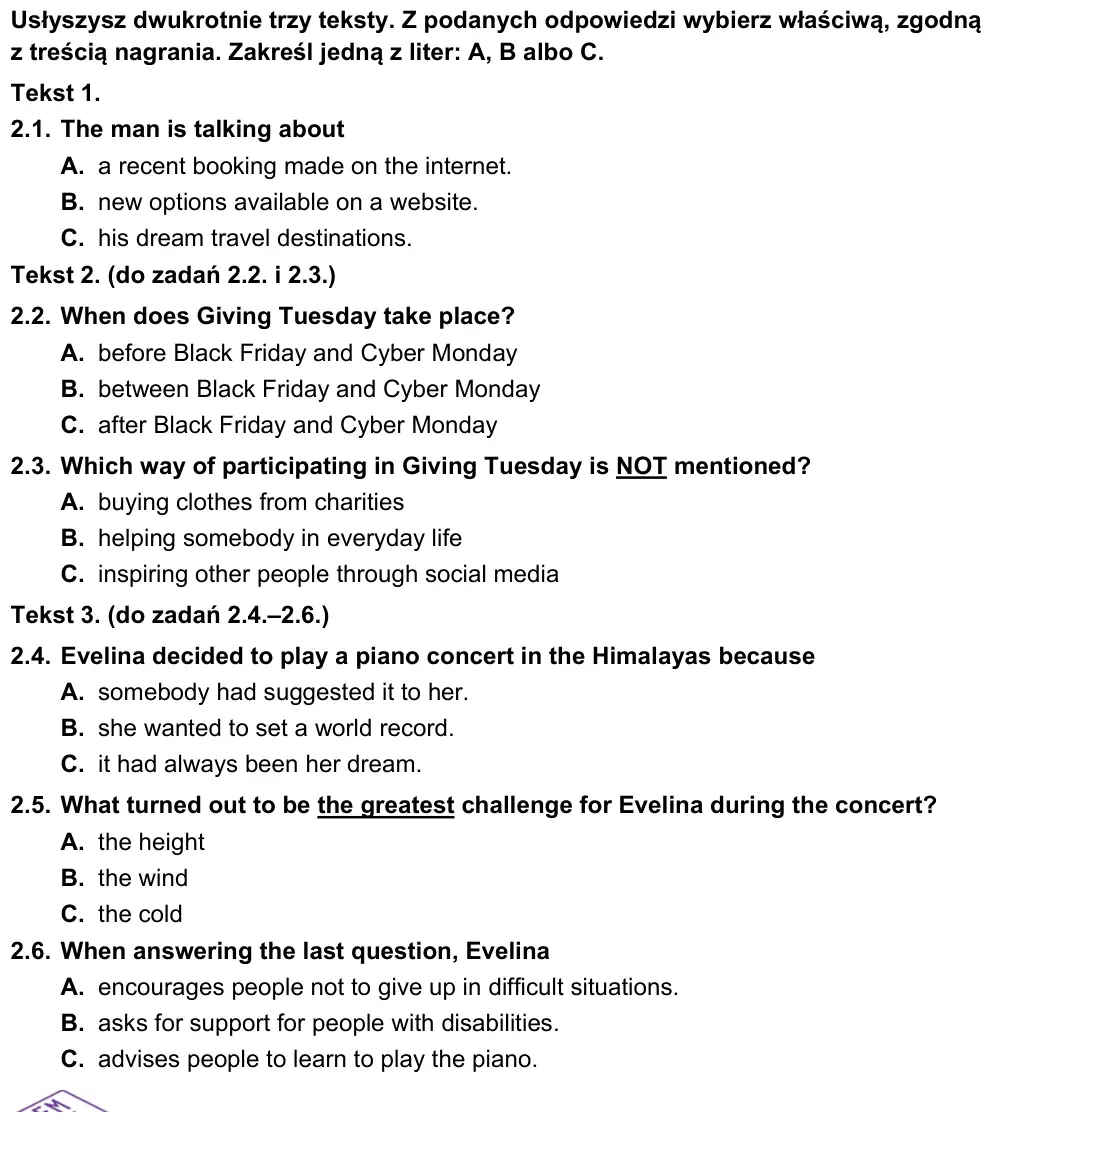 Usłyszysz dwukrotnie trzy teksty. Z podanych odpowiedzi wybierz właściwą, zgodną
z treścią nagrania. Zakreśl jedną z liter: A, B albo C.
Tekst 1.
2.1. The man is talking about
A. a recent booking made on the internet.
B. new options available on a website.
C. his dream travel destinations.
Tekst 2. (do zadań 2.2. i 2.3.)
2.2. When does Giving Tuesday take place?
A. before Black Friday and Cyber Monday
B. between Black Friday and Cyber Monday
C. after Black Friday and Cyber Monday
2.3. Which way of participating in Giving Tuesday is NOT mentioned?
A. buying clothes from charities
B. helping somebody in everyday life
C. inspiring other people through social media
Tekst 3. (do zadań 2.4.–2.6.)
2.4. Evelina decided to play a piano concert in the Himalayas because
A. somebody had suggested it to her.
B. she wanted to set a world record.
C. it had always been her dream.
2.5. What turned out to be the greatest challenge for Evelina during the concert?
A. the height
B. the wind
C. the cold
2.6. When answering the last question, Evelina
A. encourages people not to give up in difficult situations.
B. asks for support for people with disabilities.
C. advises people to learn to play the piano.